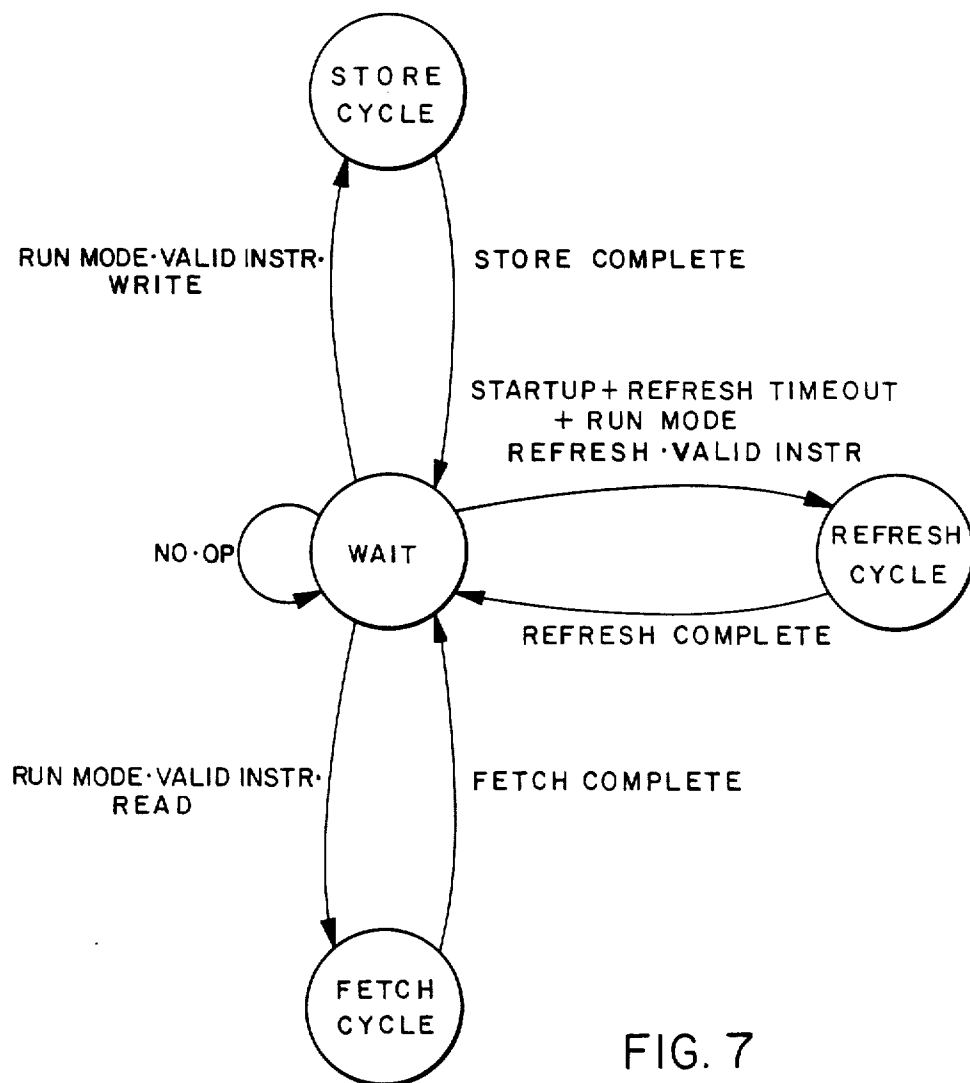 STORE
CYCLE
RUN MODE·VALID INSTR·
WRITE
STORE COMPLETE
STARTUP + REFRESH TIMEOUT
+ RUN MODE
REFRESH ·VALID INSTR
NO·OP
WAIT
REFRESH
CYCLE
REFRESH COMPLETE
RUN MODE·VALID INSTR·
READ
FETCH COMPLETE
FETCH
CYCLE
FIG. 7